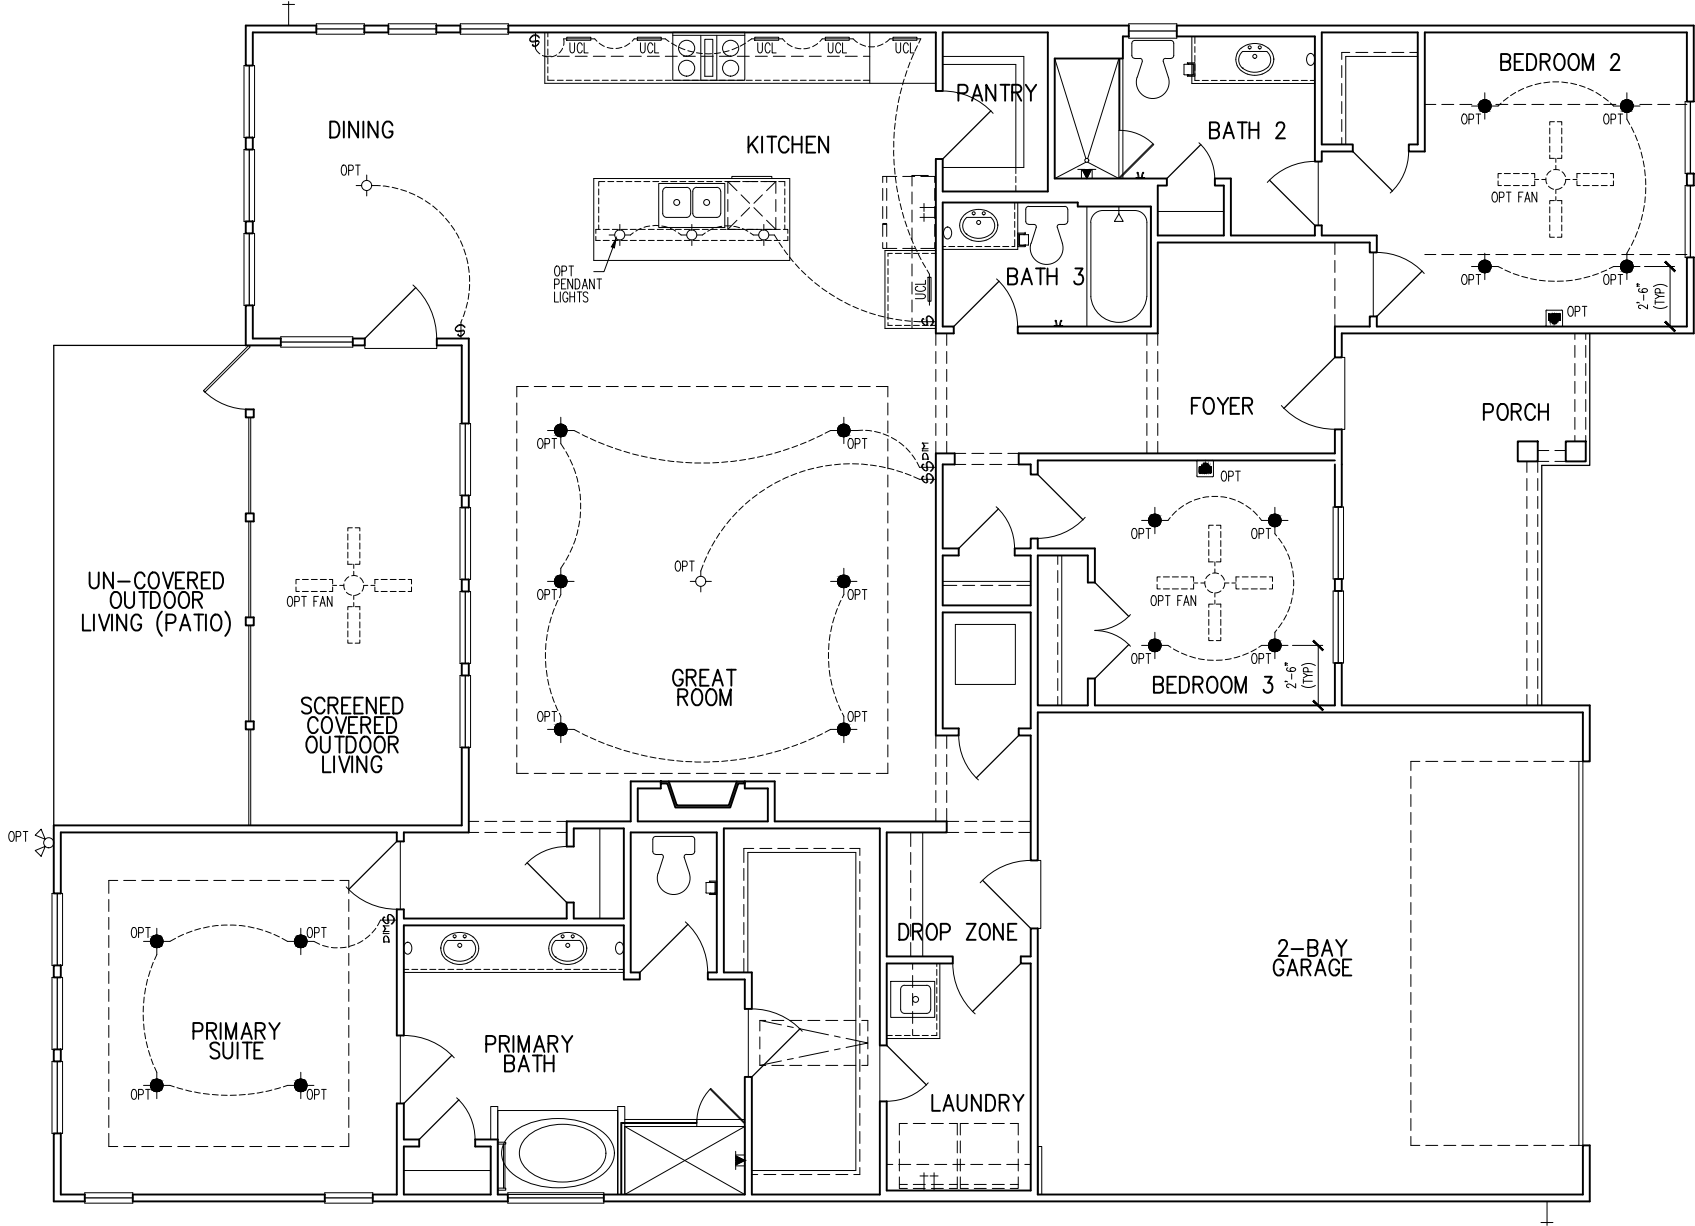 UCL
UCL
UCL
UCL
UCL
BEDROOM 2
PANTRY
OPT
OPT
DINING
KITCHEN
BATH 2
OPT
OPT FAN
OPT
PENDANT
LIGHTS
BATH 3
UCL
OPT
OPT
2'-6"
(TYP)
OPT
FOYER
PORCH
OPT
OPT
DIM
OPT
OPT
OPT
OPT
OPT
OPT
UN-COVERED
OUTDOOR
LIVING (PATIO)
OPT FAN
OPT FAN
OPT
OPT
2'-6"
(TYP)
BEDROOM 3
GREAT
ROOM
OPT
OPT
SCREENED
COVERED
OUTDOOR
LIVING
OPT
OPT
OPT
DIM
DROP ZONE
2-BAY
GARAGE
PRIMARY
SUITE
PRIMARY
BATH
OPT
OPT
LAUNDRY